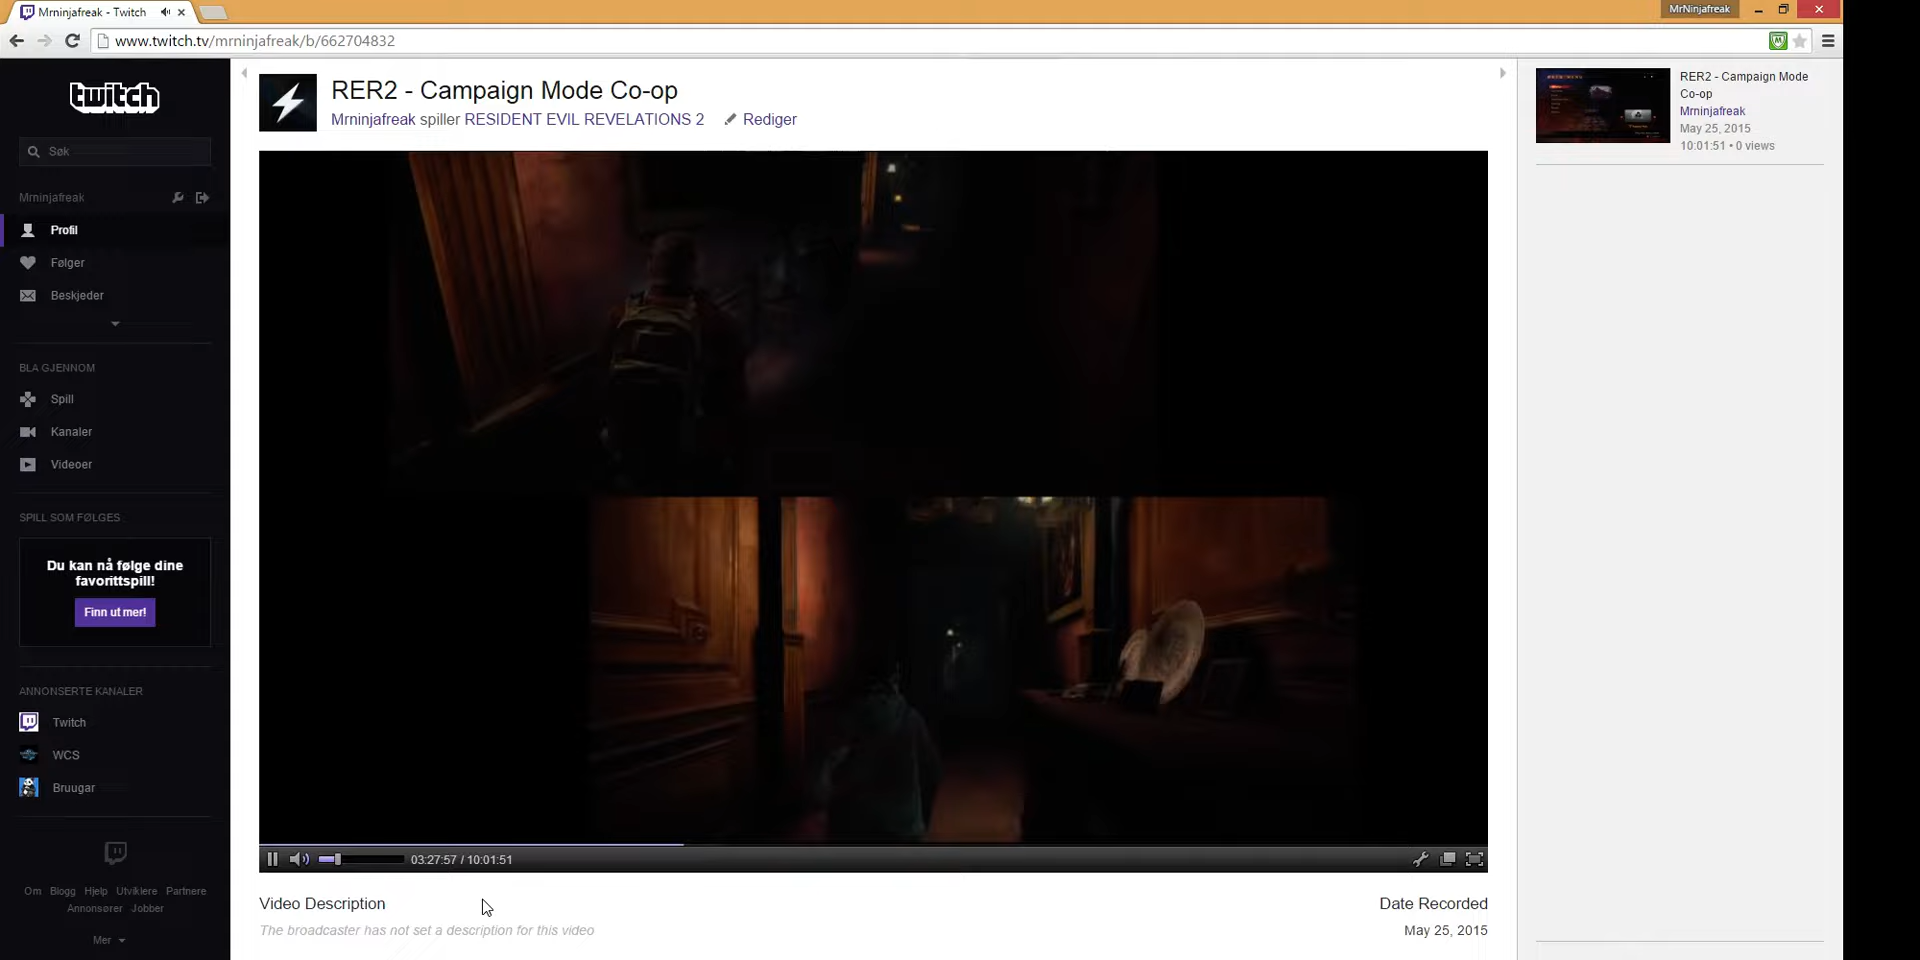 Mrninjafreak - Twitch
MrNinjafreak
www.twitch.tv/mrninjafreak/b/662704832
twitch
Søk
Mrninjafreak
Profil
Følger
Beskjeder
BLA GJENNOM
Spill
Kanaler
Videoer
SPILL SOM FØLGES
Du kan nå følge dine
favorittspill!
Finn ut mer!
ANNONSERTE KANALER
Twitch
WCS
Bruugar
Om Blogg Hjelp Utviklere Partnere
Annonsører Jobber
Mer
RER2 - Campaign Mode Co-op
Mrninjafreak spiller RESIDENT EVIL REVELATIONS 2 Rediger
03:27:57 / 10:01:51
Video Description
The broadcaster has not set a description for this video
Date Recorded
May 25, 2015
RER2 - Campaign Mode
Co-op
Mrninjafreak
May 25, 2015
10:01:51 • 0 views